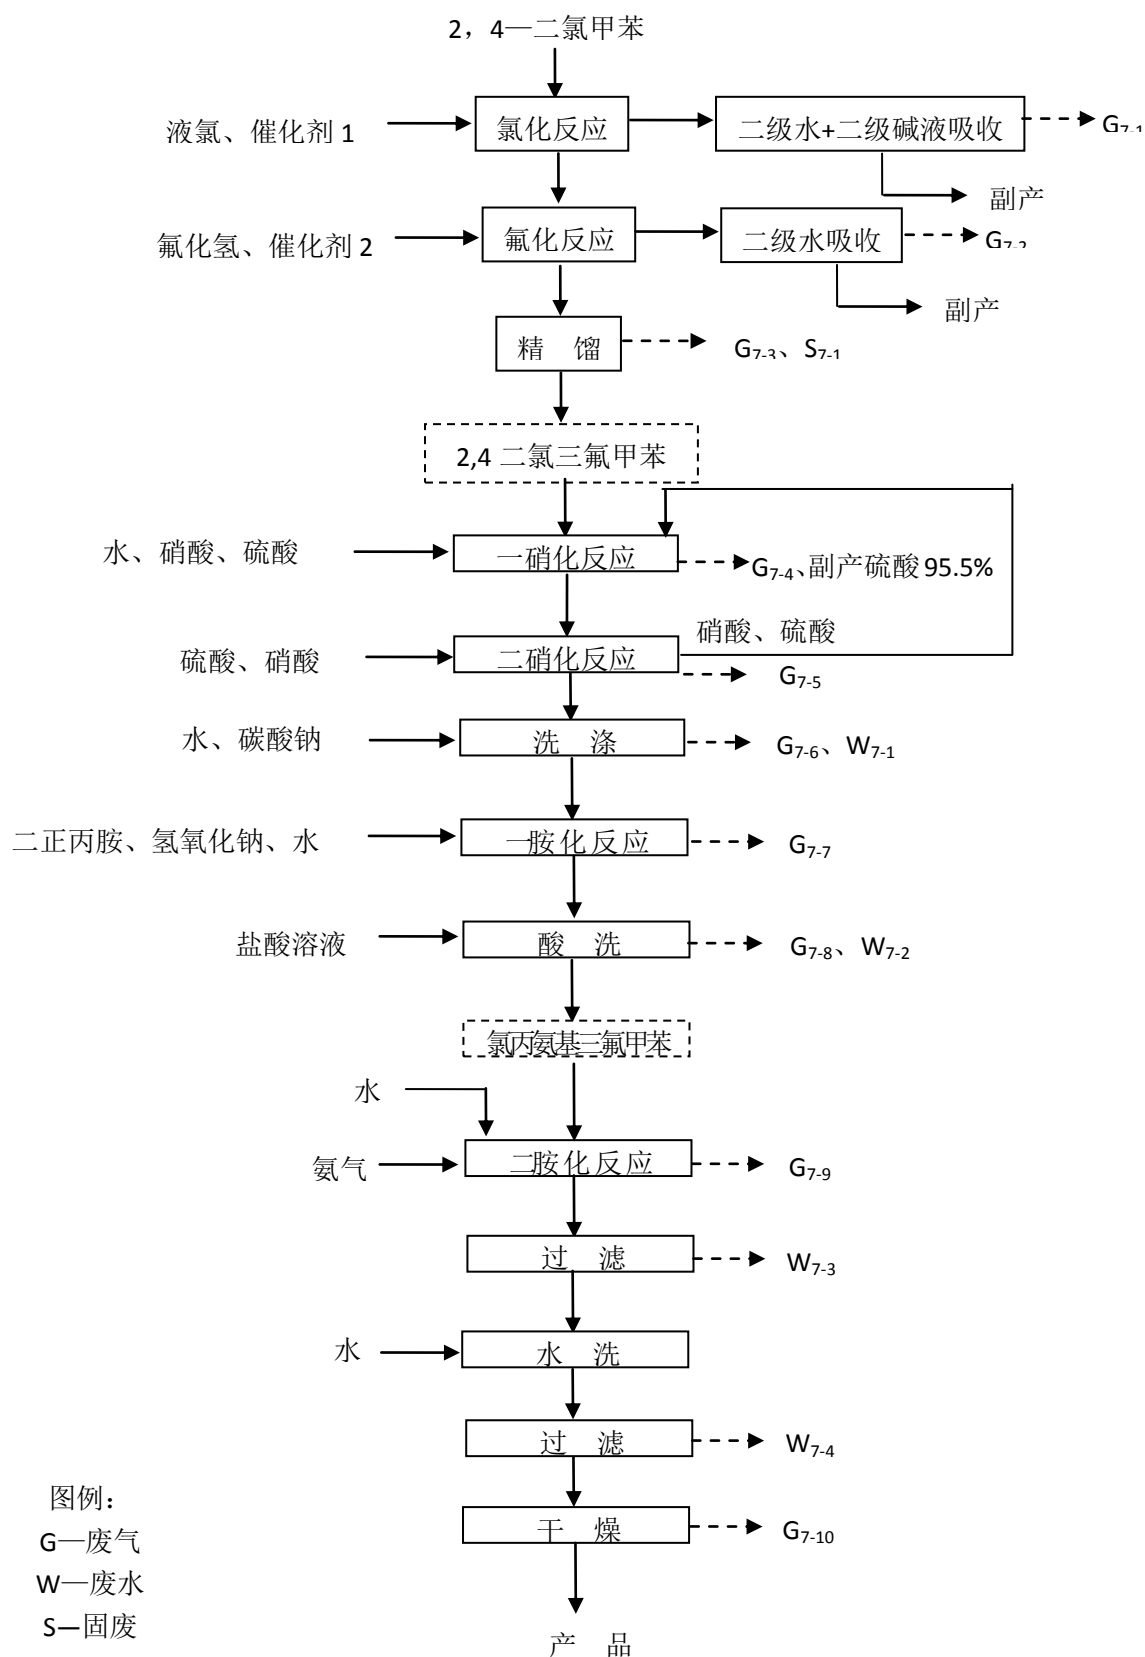 2，4—二氯甲苯
液氯、催化剂 1
氯化反应
二级水+二级碱液吸收
G7-1
副产
氟化氢、催化剂 2
氟化反应
二级水吸收
G7-2
副产
精 馏
G7-3、S7-1
2,4 二氯三氟甲苯
水、硝酸、硫酸
一硝化反应
G7-4、副产硫酸 95.5%
硝酸、硫酸
硫酸、硝酸
二硝化反应
G7-5
水、碳酸钠
洗 涤
G7-6、W7-1
二正丙胺、氢氧化钠、水
一胺化反应
G7-7
盐酸溶液
酸 洗
G7-8、W7-2
氯丙氨基三氟甲苯
水
氨气
二胺化反应
G7-9
过 滤
W7-3
水
水 洗
过 滤
W7-4
干 燥
G7-10
产 品
图例：
G—废气
W—废水
S—固废